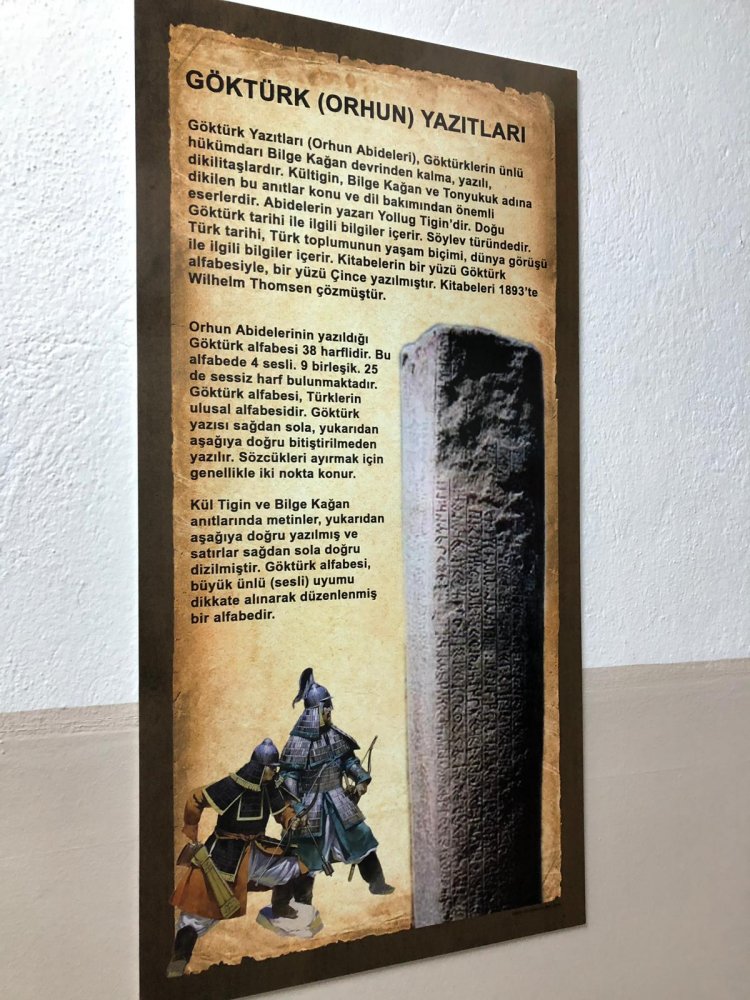 GÖKTÜRK (ORHUN) YAZITLARI
Göktürk Yazıtları (Orhun Abideleri), Göktürklerin ünlü
hükümdarı Bilge Kağan devrinden kalma, yazılı,
dikilitaşlardır. Kültigin, Bilge Kağan ve Tonyukuk adına
dikilen bu anıtlar konu ve dil bakımından önemli
eserlerdir. Abidelerin yazarı Yollug Tigin'dir. Doğu
Göktürk tarihi ile ilgili bilgiler içerir. Söylev türündedir.
Türk tarihi, Türk toplumunun yaşam biçimi, dünya görüşü
ile ilgili bilgiler içerir. Kitabelerin bir yüzü Göktürk
alfabesiyle, bir yüzü Çince yazılmıştır. Kitabeleri 1893'te
Wilhelm Thomsen çözmüştür.
Orhun Abidelerinin yazıldığı
Göktürk alfabesi 38 harflidir. Bu
alfabede 4 sesli. 9 birleşik. 25
de sessiz harf bulunmaktadır.
Göktürk alfabesi, Türklerin
ulusal alfabesidir. Göktürk
yazısı sağdan sola, yukarıdan
aşağıya doğru bitiştirilmeden
yazılır. Sözcükleri ayırmak için
genellikle iki nokta konur.
Kül Tigin ve Bilge Kağan
anıtlarında metinler, yukarıdan
aşağıya doğru yazılmış ve
satırlar sağdan sola doğru
dizilmiştir. Göktürk alfabesi,
büyük ünlü (sesli) uyumu
dikkate alınarak düzenlenmiş
bir alfabedir.